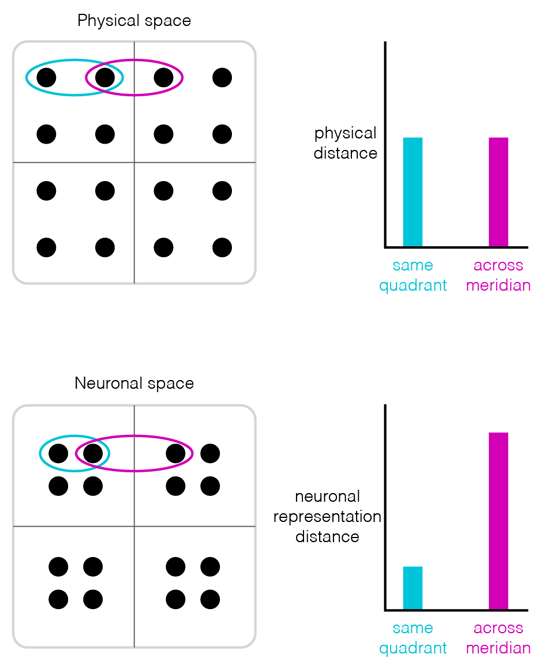 Physical space
physical
distance
same
quadrant
across
meridian
Neuronal space
neuronal
representation
distance
same
quadrant
across
meridian